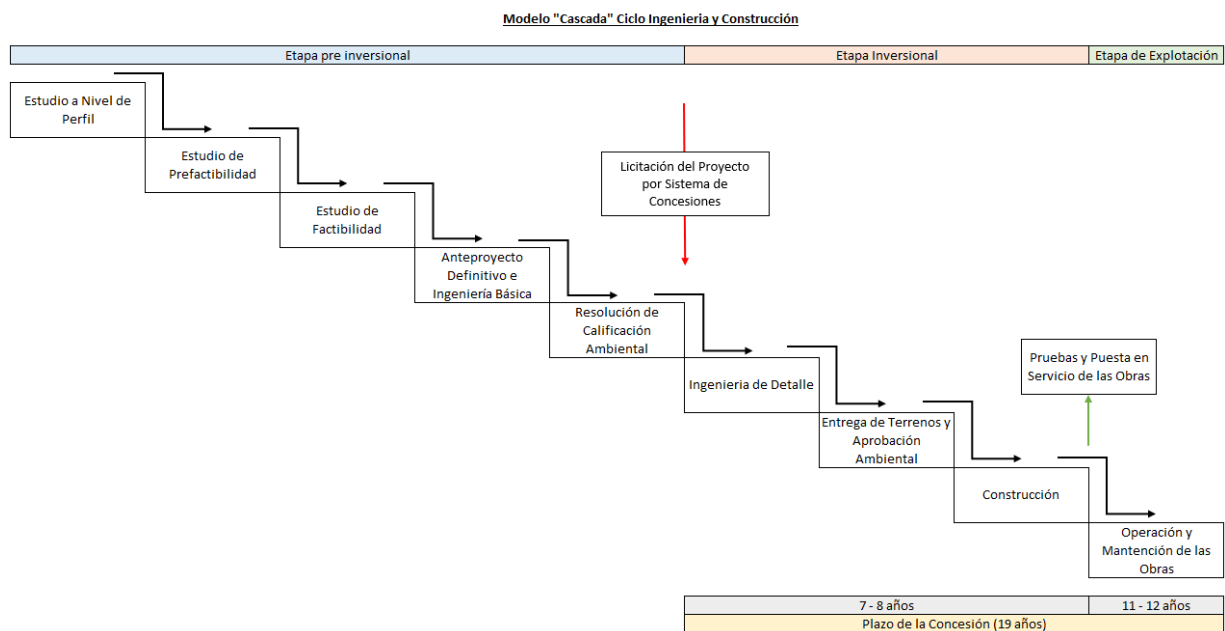 Modelo "Cascada" Ciclo Ingenieria y Construcción
Etapa pre inversional
Etapa Inversional
Etapa de Explotación
Estudio a Nivel de
Perfil
Estudio de
Prefactibilidad
Estudio de
Factibilidad
Anteproyecto
Definitivo e
Ingeniería Básica
Resolución de
Calificación
Ambiental
Licitación del Proyecto
por Sistema de
Concesiones
Ingenieria de Detalle
Entrega de Terrenos y
Aprobación
Ambiental
Construcción
Pruebas y Puesta en
Servicio de las Obras
Operación y
Mantención de las
Obras
7 - 8 años
11 - 12 años
Plazo de la Concesión (19 años)